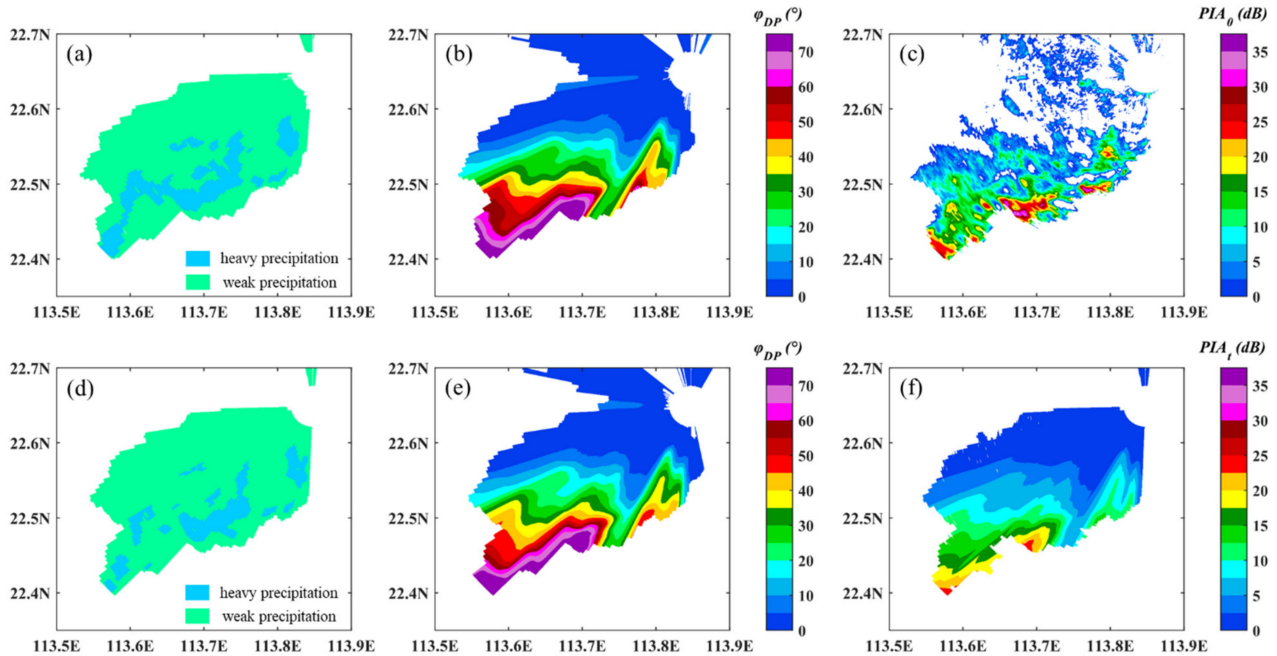 φDP (°) PIA0 (dB)
22.7N (a) 22.7N (b) 22.7N (c)
70 35
22.6N 22.6N 60 22.6N 30
50 25
22.5N 22.5N 40 22.5N 20
30 15
22.4N heavy precipitation 22.4N 20 22.4N 10
weak precipitation 10 5
0 0
113.5E 113.6E 113.7E 113.8E 113.9E 113.5E 113.6E 113.7E 113.8E 113.9E 113.5E 113.6E 113.7E 113.8E 113.9E
φDP (°) PIAt (dB)
22.7N (d) 22.7N (e) 22.7N (f)
70 35
22.6N 22.6N 60 22.6N 30
50 25
22.5N 22.5N 40 22.5N 20
30 15
22.4N heavy precipitation 22.4N 20 22.4N 10
weak precipitation 10 5
0 0
113.5E 113.6E 113.7E 113.8E 113.9E 113.5E 113.6E 113.7E 113.8E 113.9E 113.5E 113.6E 113.7E 113.8E 113.9E